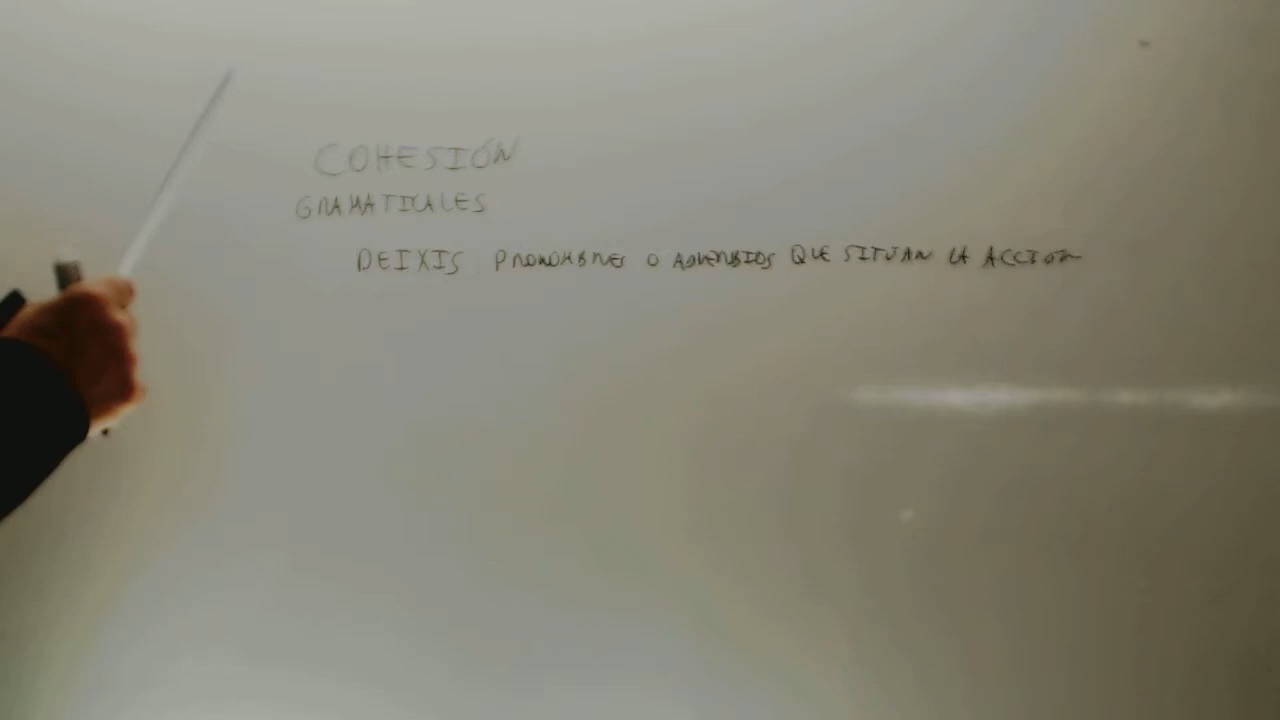 COHESIÓN
GRAMATICALES
DEIXIS PRONOMBRES O ADVERBIOS QUE SITUAN LA ACCION